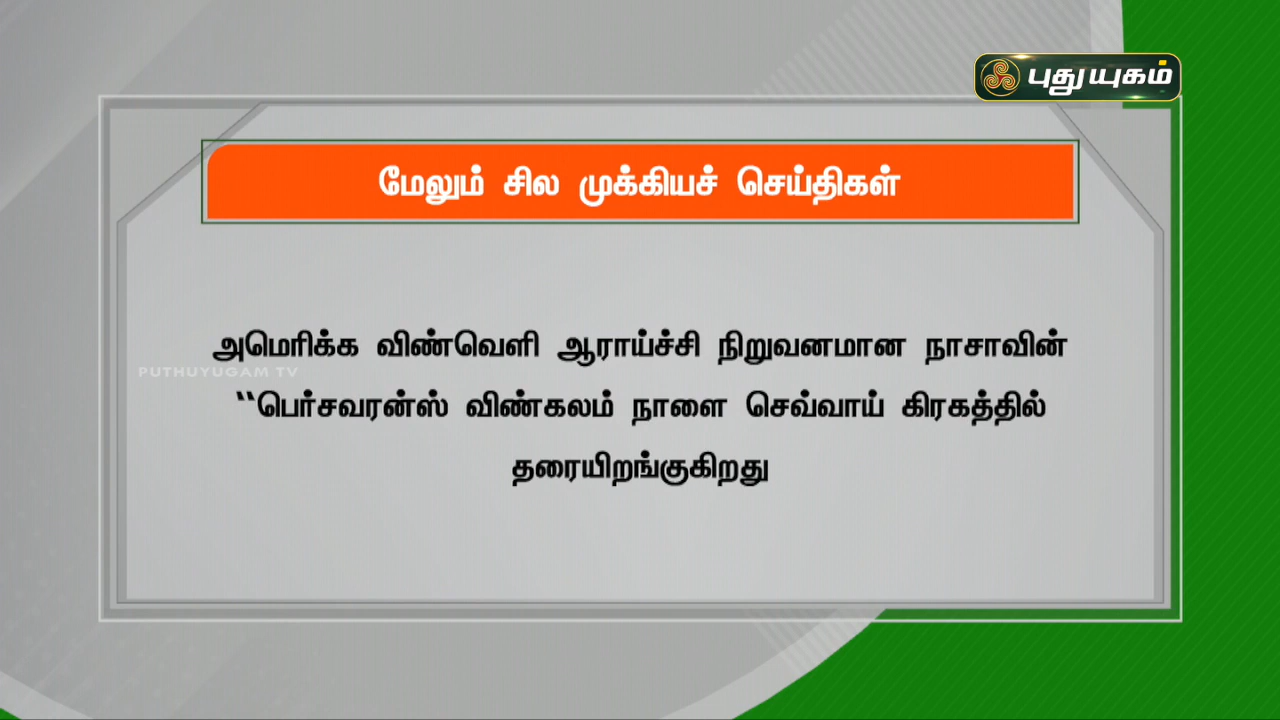 புதுயுகம்
மேலும் சில முக்கியச் செய்திகள்
அமெரிக்க விண்வெளி ஆராய்ச்சி நிறுவனமான நாசாவின்
PUTHUYUGAM TV
‘‘பெர்சவரன்ஸ் விண்கலம் நாளை செவ்வாய் கிரகத்தில்
தரையிறங்குகிறது